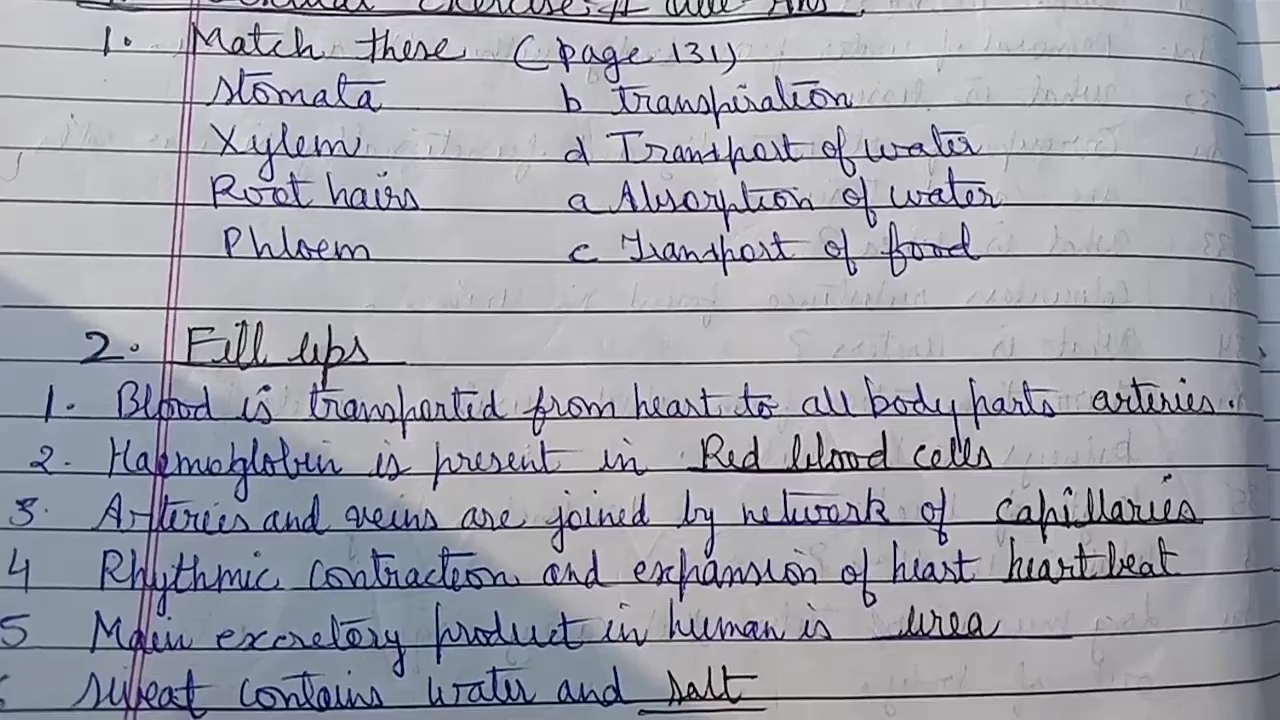 Exercise
1. Match these (page 131)
Stomata b transpiration
Xylem d Transport of water
Root hairs a Absorption of water
Phloem c Transport of food
2. Fill ups
1. Blood is transported from heart to all body parts arteries.
2. Haemoglobin is present in Red blood cells
3. Arteries and veins are joined by network of capillaries
4 Rhythmic contraction and expansion of heart heartbeat
5 Main excretory product in human is urea
Sweat contains water and salt